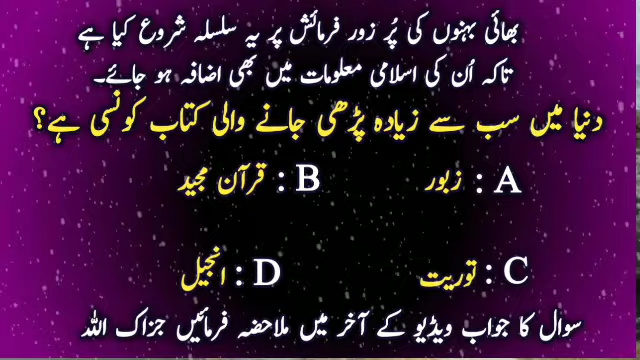 بھائی بہنوں کی پُر زور فرمائش پر یہ سلسلہ شروع کیا ہے
تاکہ اُن کی اسلامی معلومات میں بھی اضافہ ہو جائے۔
دنیا میں سب سے زیادہ پڑھی جانے والی کتاب کونسی ہے؟
A : زبور B : قرآن مجید
C : توریت D : انجیل
سوال کا جواب ویڈیو کے آخر میں ملاحضہ فرمائیں جزاک اللہ